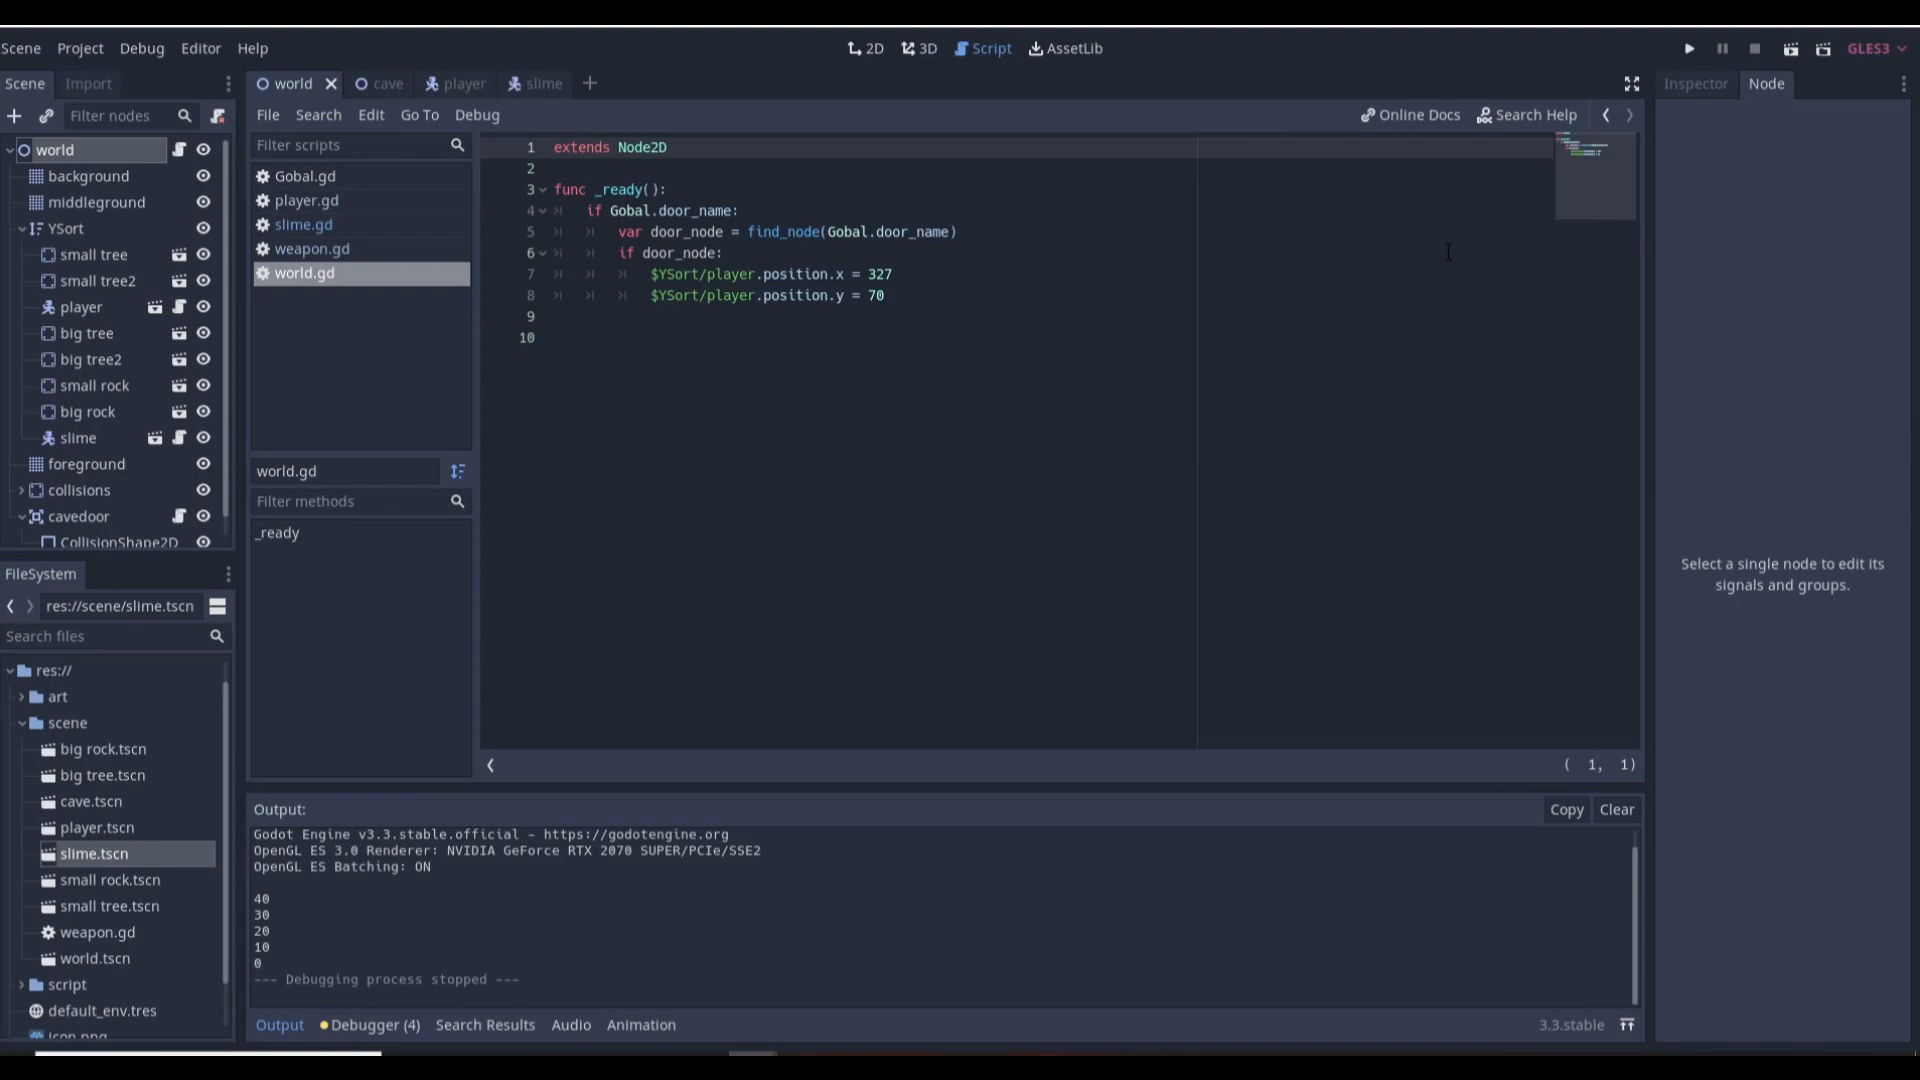 Scene Project Debug Editor Help
2D 3D Script AssetLib
GLES3
Scene Import
Filter nodes
world
background
middleground
YSort
small tree
small tree2
player
big tree
big tree2
small rock
big rock
slime
foreground
collisions
cavedoor
CollisionShape2D
FileSystem
res://scene/slime.tscn
Search files
res://
art
scene
big rock.tscn
big tree.tscn
cave.tscn
player.tscn
slime.tscn
small rock.tscn
small tree.tscn
weapon.gd
world.tscn
script
default_env.tres
icon.png
world cave player slime
File Search Edit Go To Debug
Online Docs Search Help
Filter scripts
Gobal.gd
player.gd
slime.gd
weapon.gd
world.gd
world.gd
Filter methods
_ready
1 extends Node2D
2
3 func _ready():
4 if Gobal.door_name:
5 var door_node = find_node(Gobal.door_name)
6 if door_node:
7 $YSort/player.position.x = 327
8 $YSort/player.position.y = 70
9
10
( 1, 1)
Output:
Copy Clear
Godot Engine v3.3.stable.official - https://godotengine.org
OpenGL ES 3.0 Renderer: NVIDIA GeForce RTX 2070 SUPER/PCIe/SSE2
OpenGL ES Batching: ON
40
30
20
10
0
--- Debugging process stopped ---
Output Debugger (4) Search Results Audio Animation
3.3.stable
Inspector Node
Select a single node to edit its
signals and groups.